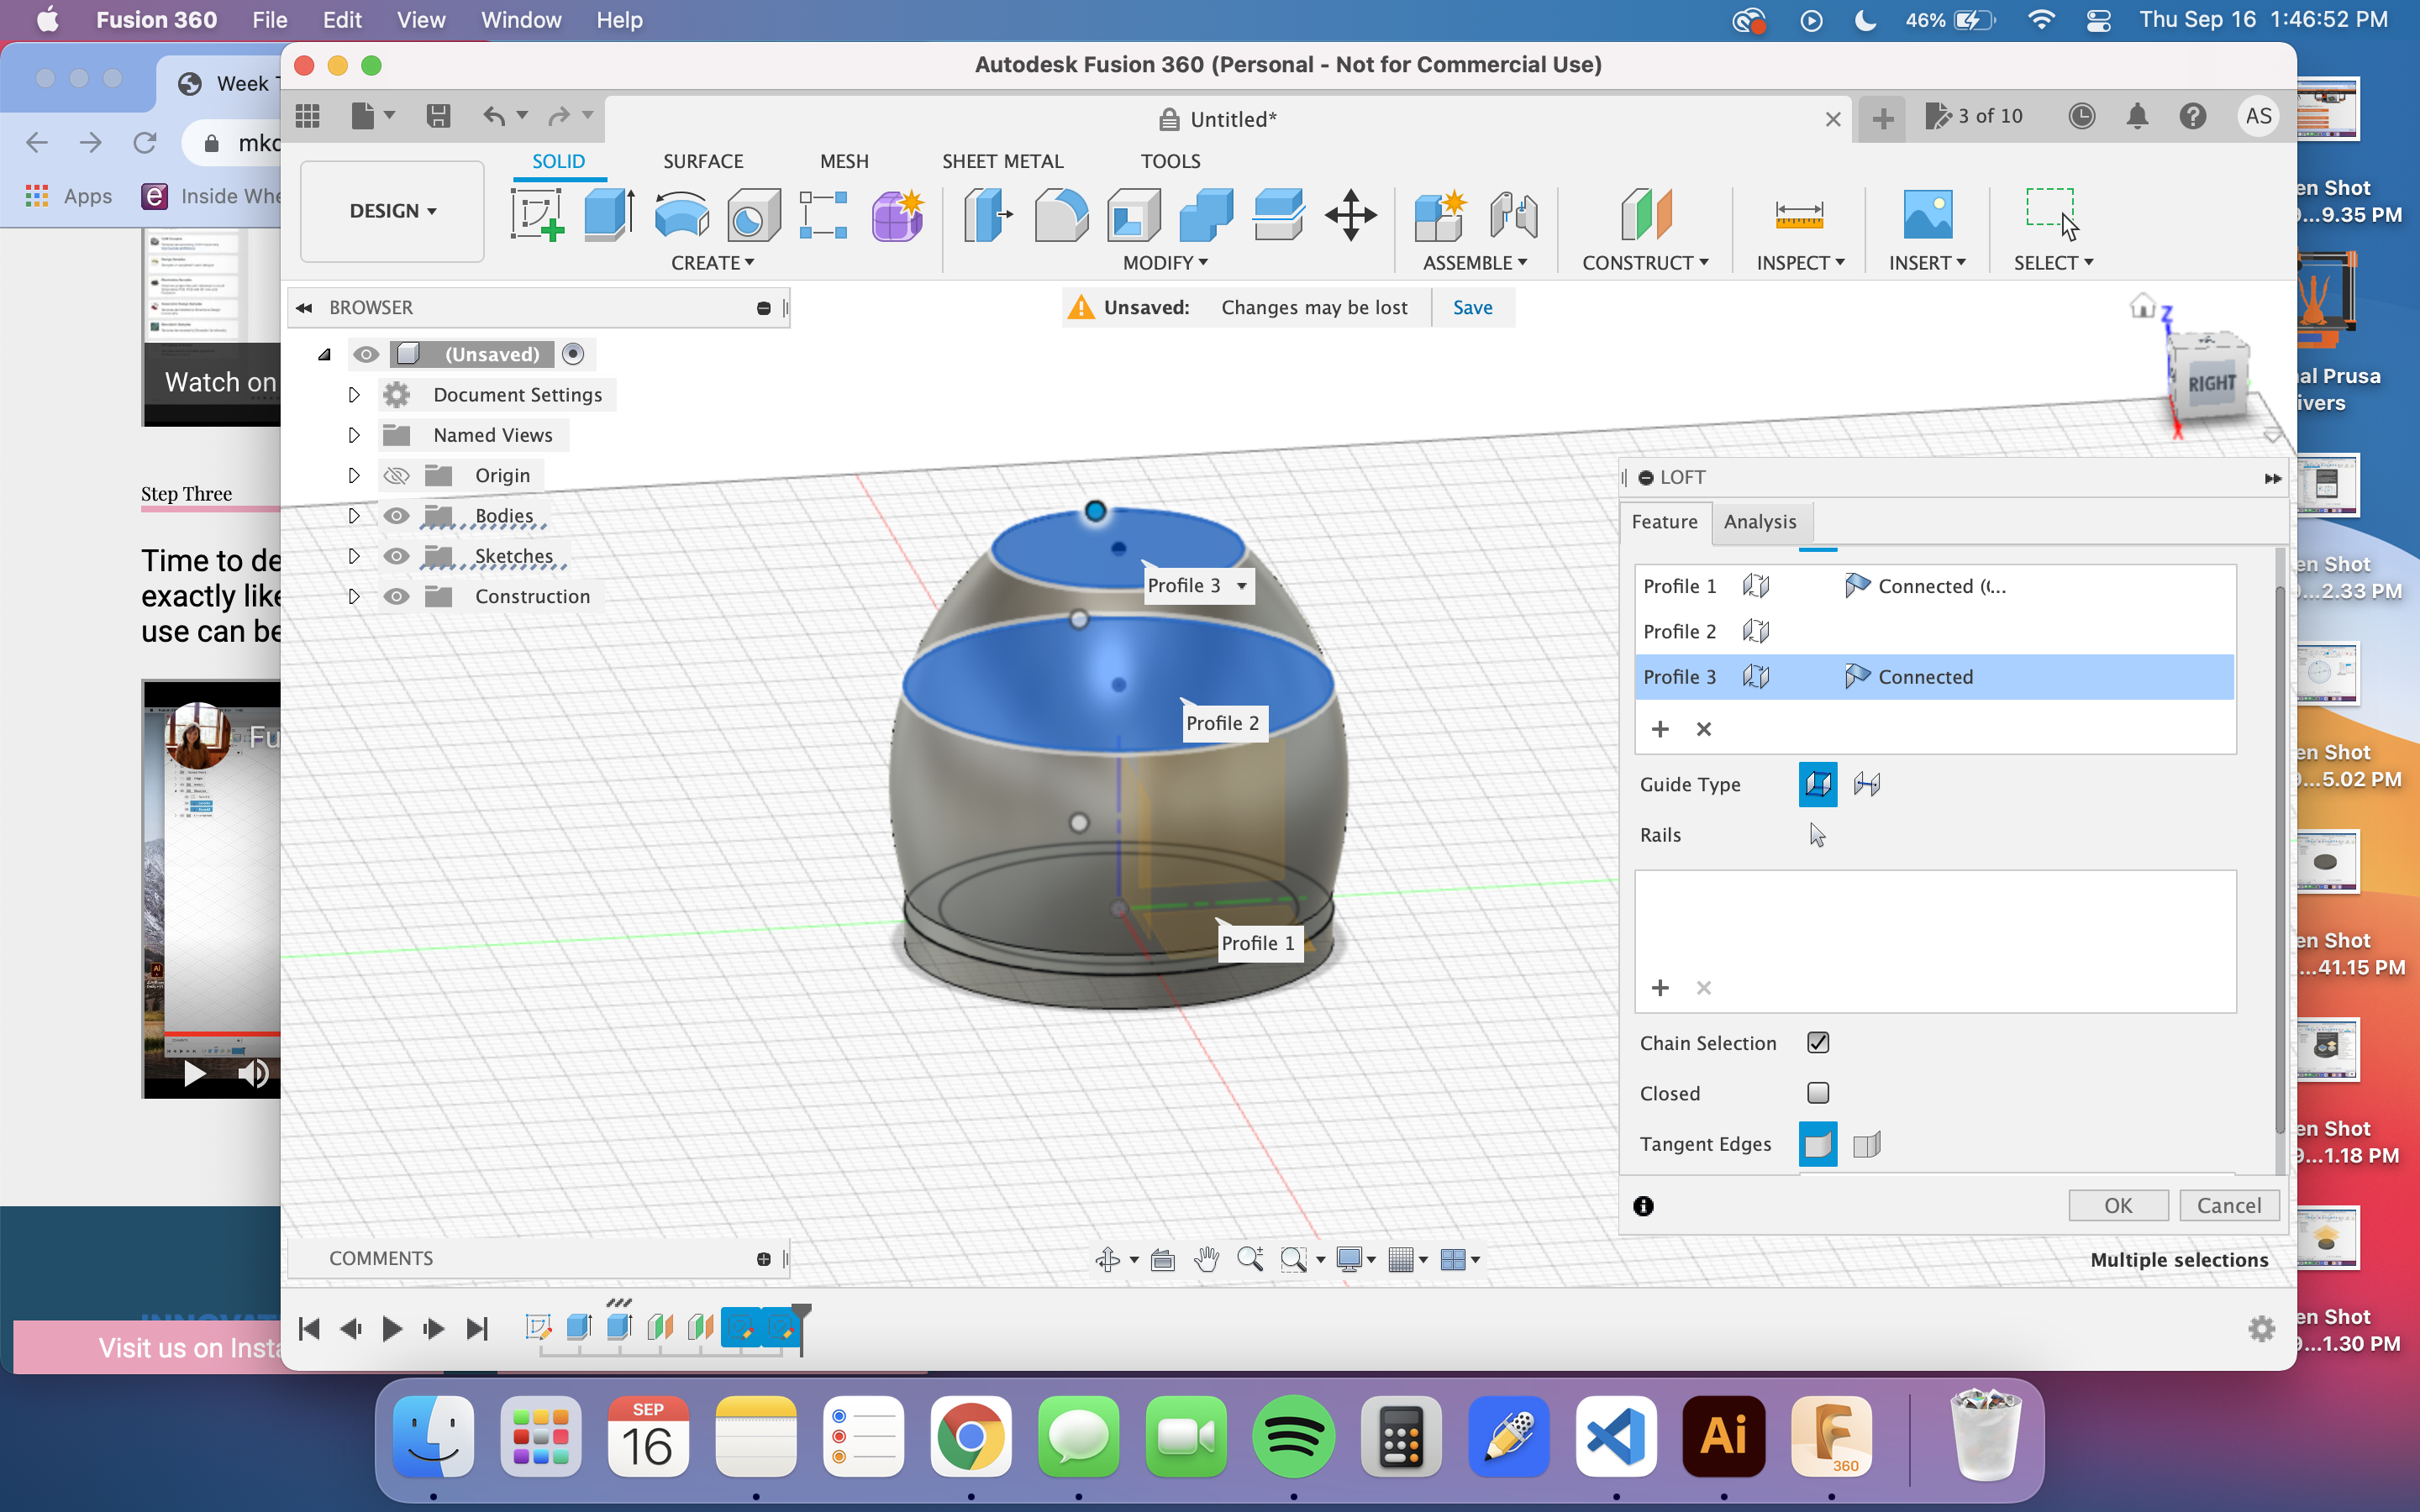 Fusion 360 File Edit View Window Help 46% Thu Sep 16 1:46:52 PM
Autodesk Fusion 360 (Personal - Not for Commercial Use)
Week
Untitled*
3 of 10
AS
mkc
Apps
Inside Whe
SOLID SURFACE MESH SHEET METAL TOOLS
DESIGN
CREATE MODIFY ASSEMBLE CONSTRUCT INSPECT INSERT SELECT
BROWSER
Unsaved: Changes may be lost Save
(Unsaved)
Document Settings
Named Views
Origin
Bodies
Sketches
Construction
Watch on
Step Three
Time to de
exactly like
use can be
Fu
Z
RIGHT
X
Profile 3
Profile 2
Profile 1
LOFT
Feature Analysis
Profile 1 Connected (...
Profile 2
Profile 3 Connected
Guide Type
Rails
Chain Selection
Closed
Tangent Edges
OK Cancel
COMMENTS
Multiple selections
Visit us on Insta
en Shot
9...9.35 PM
al Prusa
ivers
en Shot
9...2.33 PM
en Shot
...5.02 PM
en Shot
...41.15 PM
en Shot
9...1.18 PM
en Shot
9...1.30 PM
SEP
16
Ai
F
360